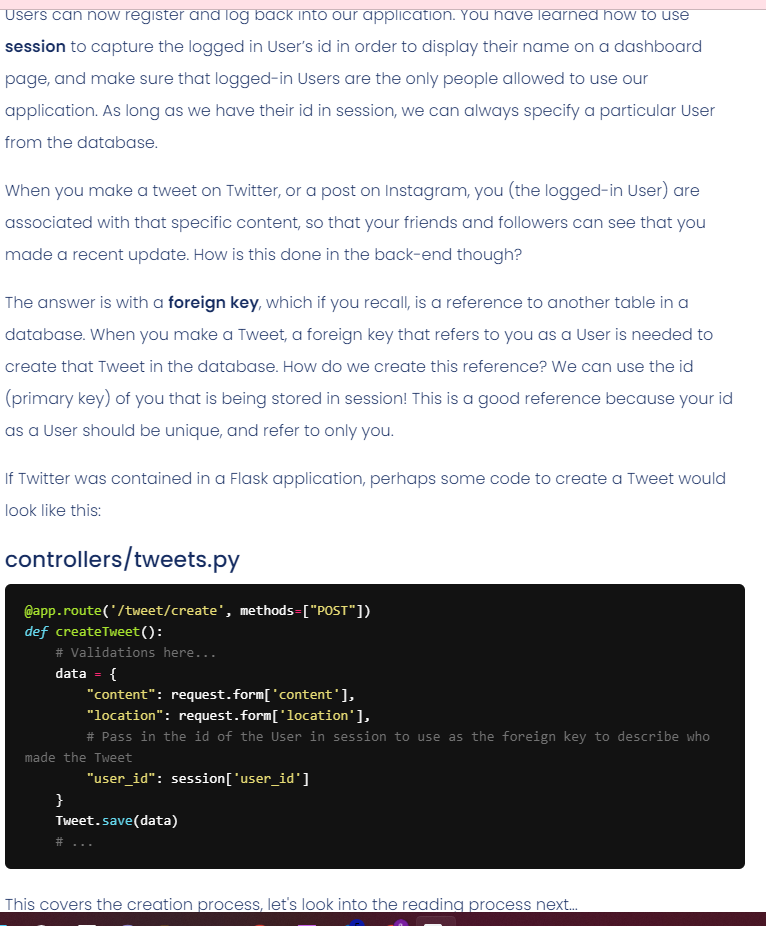 Users can now register and log back into our application. You have learned how to use
session to capture the logged in User's id in order to display their name on a dashboard
page, and make sure that logged-in Users are the only people allowed to use our
application. As long as we have their id in session, we can always specify a particular User
from the database.
When you make a tweet on Twitter, or a post on Instagram, you (the logged-in User) are
associated with that specific content, so that your friends and followers can see that you
made a recent update. How is this done in the back-end though?
The answer is with a foreign key, which if you recall, is a reference to another table in a
database. When you make a Tweet, a foreign key that refers to you as a User is needed to
create that Tweet in the database. How do we create this reference? We can use the id
(primary key) of you that is being stored in session! This is a good reference because your id
as a User should be unique, and refer to only you.
If Twitter was contained in a Flask application, perhaps some code to create a Tweet would
look like this:
controllers/tweets.py
@app.route('/tweet/create', methods=["POST"])
def createTweet():
    # Validations here...
    data = {
        "content": request.form['content'],
        "location": request.form['location'],
        # Pass in the id of the User in session to use as the foreign key to describe who
made the Tweet
        "user_id": session['user_id']
    }
    Tweet.save(data)
    # ...
This covers the creation process, let's look into the reading process next...